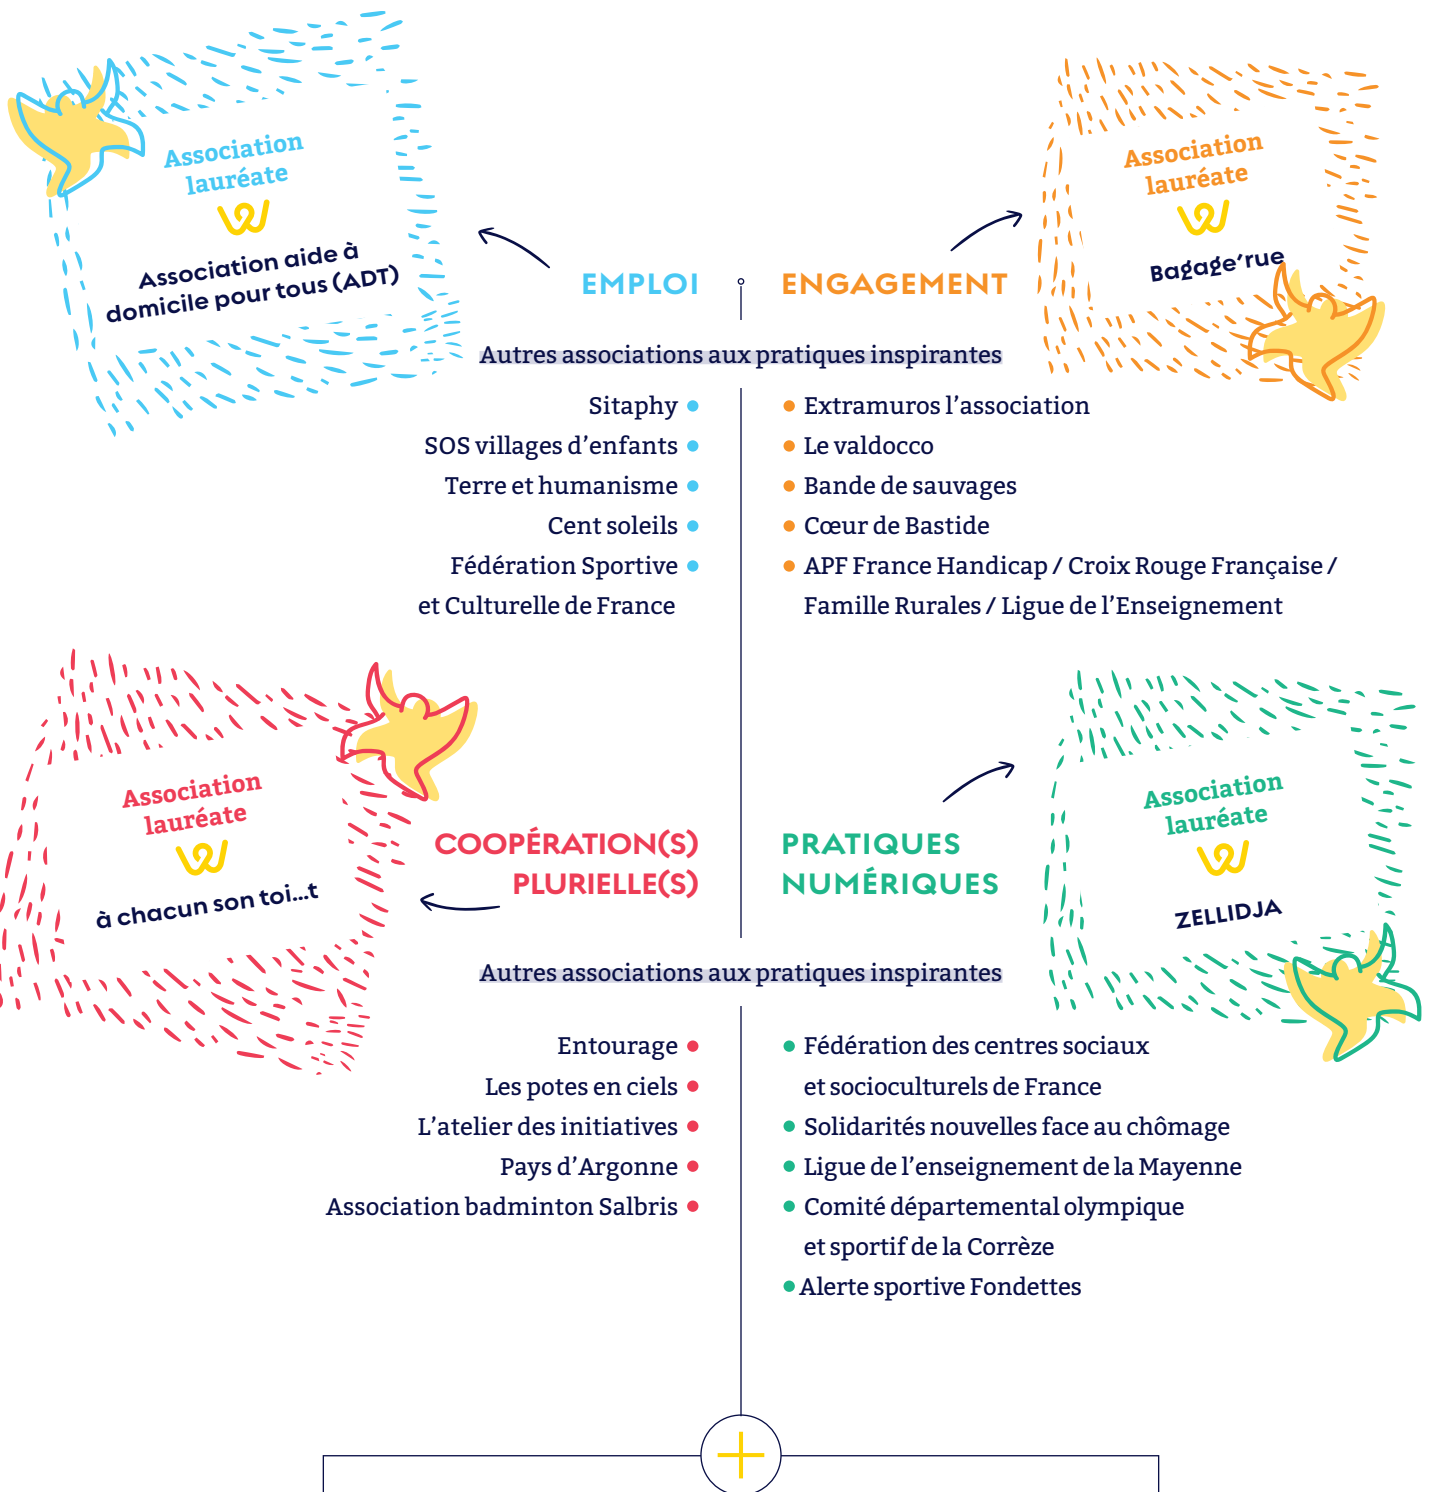 Association
lauréate
Association aide à
domicile pour tous (ADT)
EMPLOI
Association
lauréate
Bagage’rue
ENGAGEMENT
Autres associations aux pratiques inspirantes
Sitaphy
SOS villages d’enfants
Terre et humanisme
Cent soleils
Fédération Sportive
et Culturelle de France
Extramuros l’association
Le valdocco
Bande de sauvages
Cœur de Bastide
APF France Handicap / Croix Rouge Française /
Famille Rurales / Ligue de l’Enseignement
Association
lauréate
à chacun son toi...t
COOPÉRATION(S)
PLURIELLE(S)
Association
lauréate
ZELLIDJA
PRATIQUES
NUMÉRIQUES
Autres associations aux pratiques inspirantes
Entourage
Les potes en ciels
L’atelier des initiatives
Pays d’Argonne
Association badminton Salbris
Fédération des centres sociaux
et socioculturels de France
Solidarités nouvelles face au chômage
Ligue de l’enseignement de la Mayenne
Comité départemental olympique
et sportif de la Corrèze
Alerte sportive Fondettes